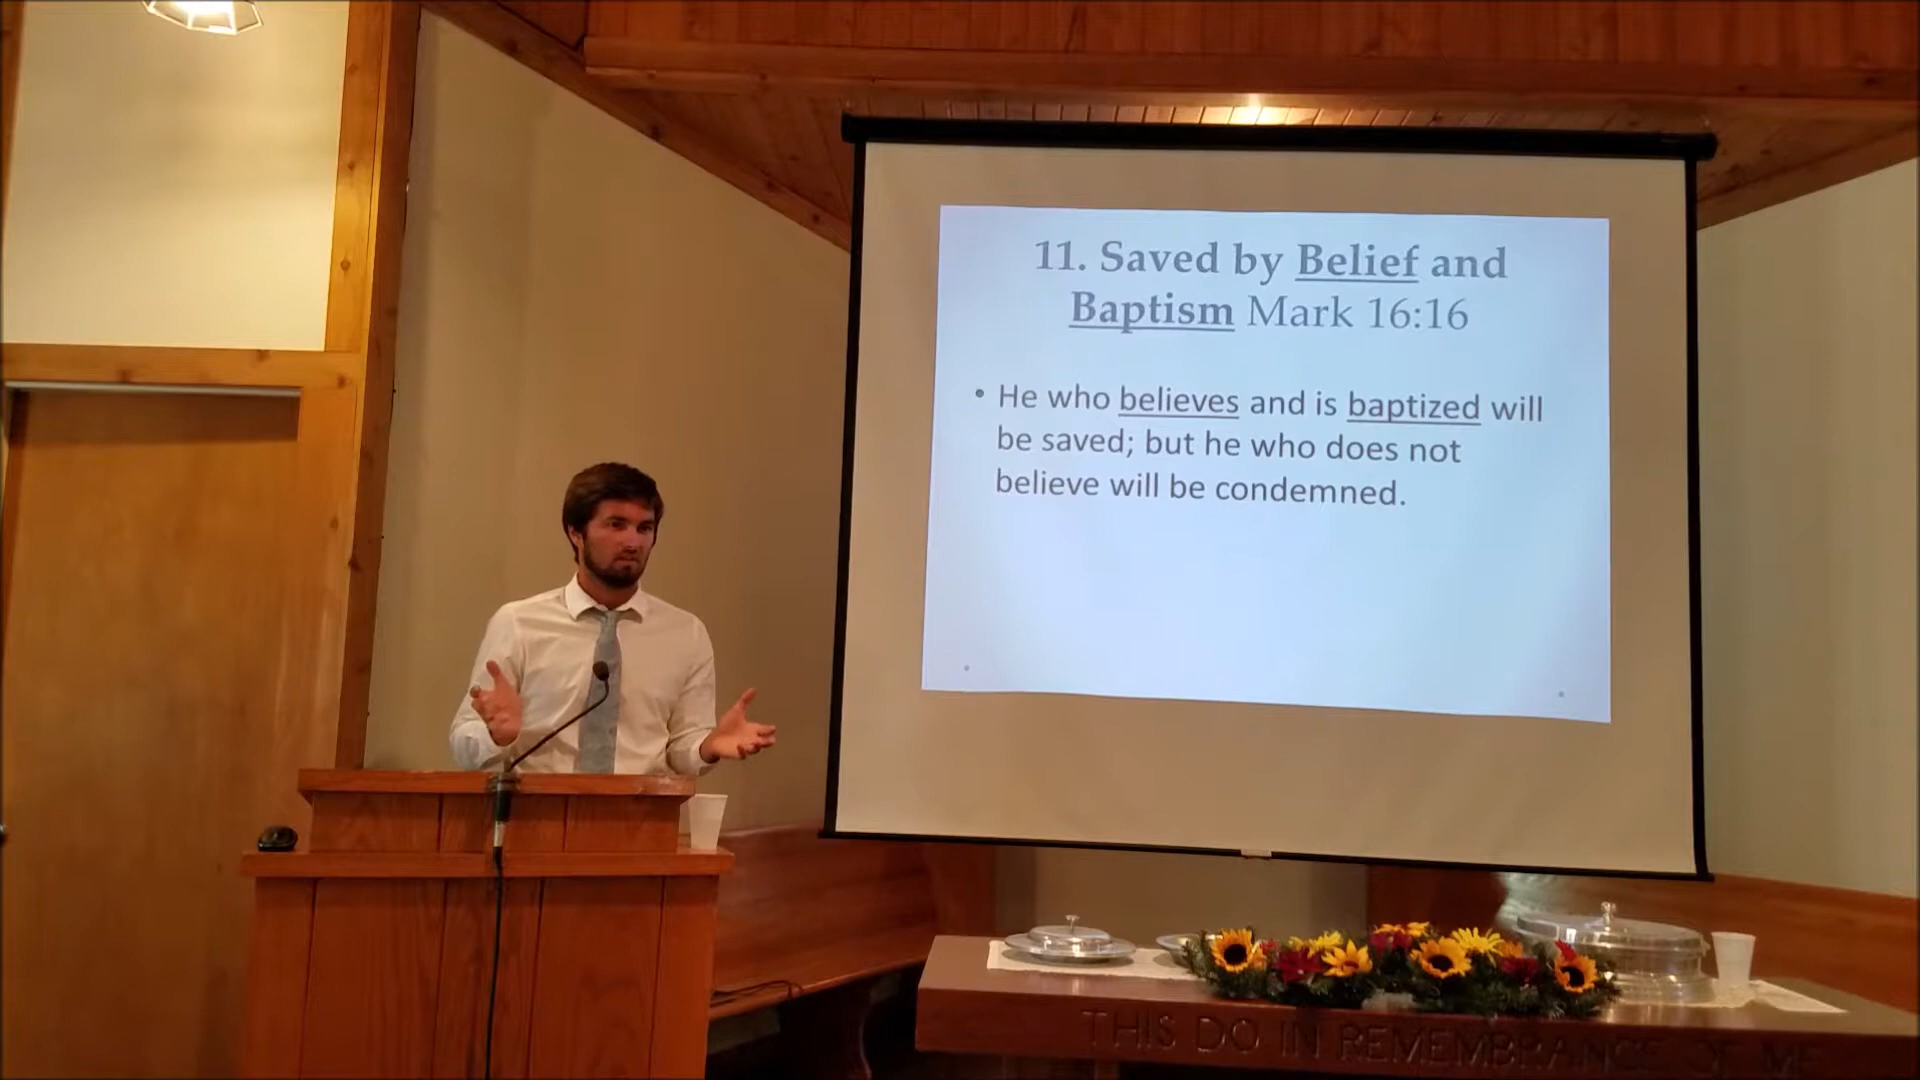 11. Saved by Belief and
Baptism Mark 16:16
• He who believes and is baptized will
be saved; but he who does not
believe will be condemned.
THIS DO IN REMEMBRANCE OF ME